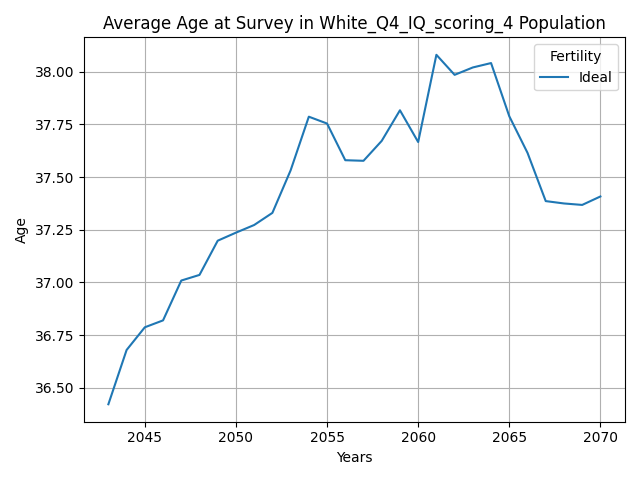 Average Age at Survey in White_Q4_IQ_scoring_4 Population
Fertility
Ideal
38.00
37.75
37.50
37.25
37.00
36.75
36.50
Age
2045 2050 2055 2060 2065 2070
Years